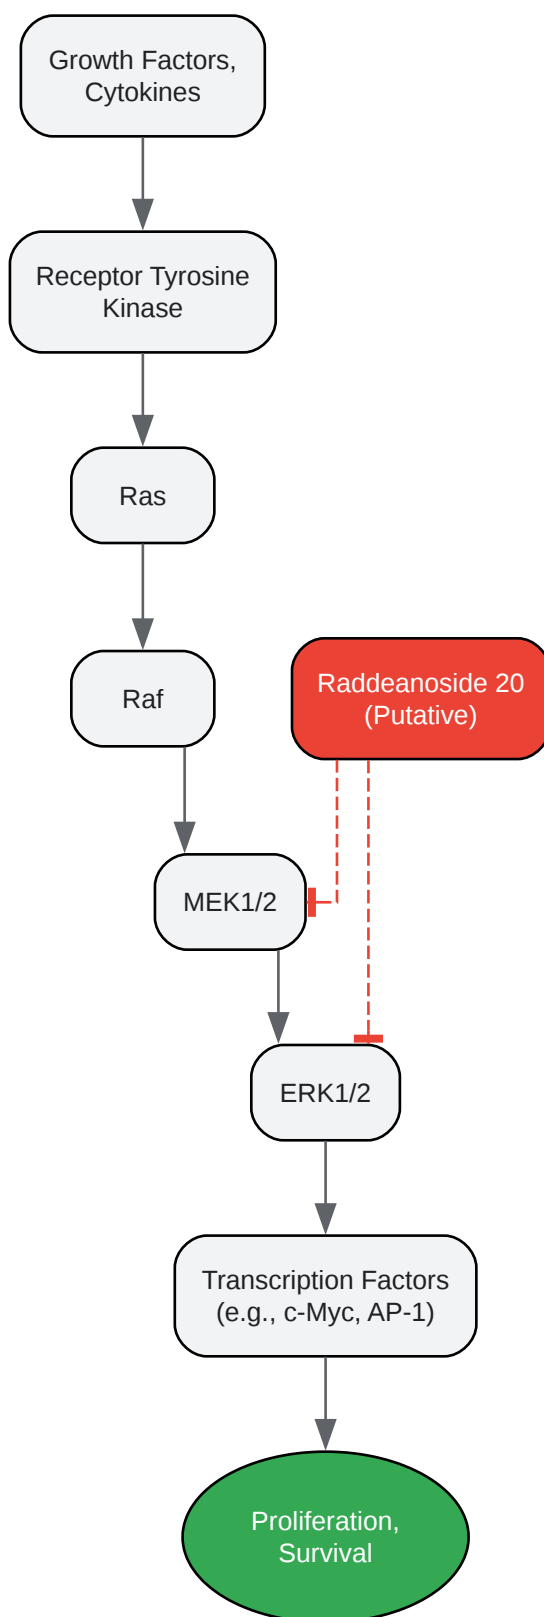 Growth Factors,
Cytokines
Receptor Tyrosine
Kinase
Ras
Raf
Raddeanoside 20
(Putative)
MEK1/2
ERK1/2
Transcription Factors
(e.g., c-Myc, AP-1)
Proliferation,
Survival